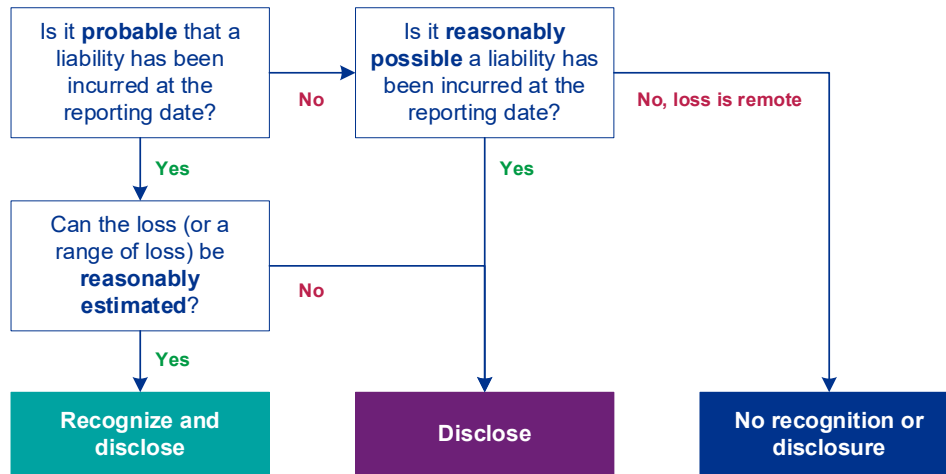 Is it probable that a
liability has been
incurred at the
reporting date?
No
Is it reasonably
possible a liability has
been incurred at the
reporting date?
No, loss is remote
Yes
Yes
Can the loss (or a
range of loss) be
reasonably
estimated?
No
Yes
Recognize and
disclose
Disclose
No recognition or
disclosure